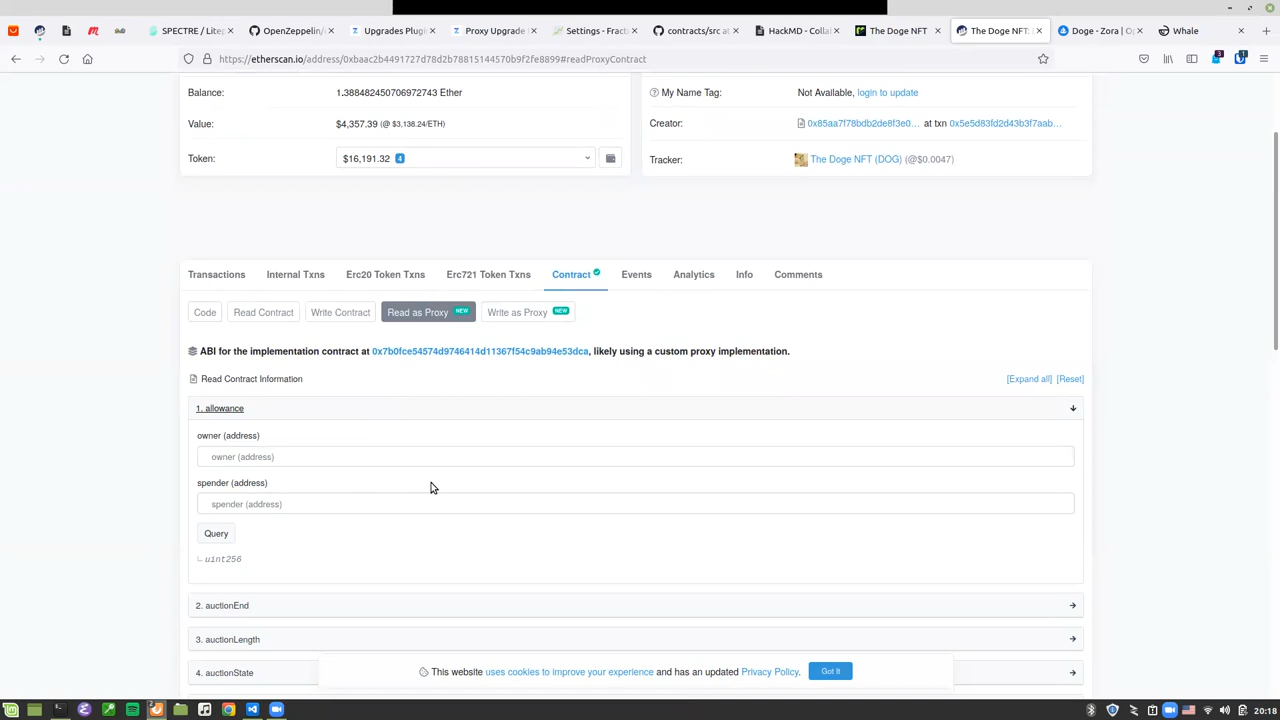 SPECTRE / Lite
OpenZeppelin/
Upgrades Plugi
Proxy Upgrade
Settings - Fract
contracts/src at
HackMD - Coll
The Doge NFT
The Doge NFT:
Doge - Zora | Op
Whale
https://etherscan.io/address/0xbaac2b4491727d78d2b78815144570b9f2fe8899#readProxyContract
3
1
Balance:
1.388482450706972743 Ether
My Name Tag:
Not Available, login to update
Value:
$4,357.39 (@ $3,138.24/ETH)
Creator:
0x85aa7f78bdb2de8f3e0... at txn 0x5e5d83fd2d43b3f7aab...
Token:
$16,191.32 4
Tracker:
The Doge NFT (DOG) (@$0.0047)
Transactions
Internal Txns
Erc20 Token Txns
Erc721 Token Txns
Contract
Events
Analytics
Info
Comments
Code
Read Contract
Write Contract
Read as Proxy NEW
Write as Proxy NEW
ABI for the implementation contract at 0x7b0fce54574d9746414d11367f54c9ab94e53dca, likely using a custom proxy implementation.
Read Contract Information
[Expand all] [Reset]
1. allowance
owner (address)
owner (address)
spender (address)
spender (address)
Query
uint256
2. auctionEnd
3. auctionLength
4. auctionState
This website uses cookies to improve your experience and has an updated Privacy Policy.
Got It
20:18